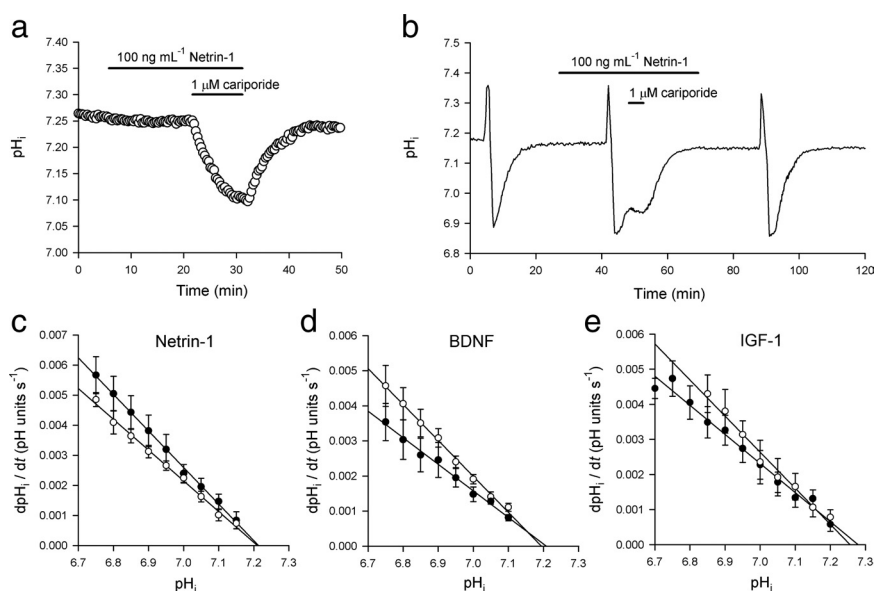 a
7.40
7.35
7.30
7.25
7.20
7.15
7.10
7.05
7.00
pHi
100 ng mL⁻¹ Netrin-1
1 µM cariporide
0 10 20 30 40 50
Time (min)
b
7.5
7.4
7.3
7.2
7.1
7.0
6.9
6.8
pHi
100 ng mL⁻¹ Netrin-1
1 µM cariporide
0 20 40 60 80 100 120
Time (min)
c
Netrin-1
0.007
0.006
0.005
0.004
0.003
0.002
0.001
0.000
dpHi / dt (pH units s⁻¹)
6.7 6.8 6.9 7.0 7.1 7.2 7.3
pHi
d
BDNF
0.007
0.006
0.005
0.004
0.003
0.002
0.001
0.000
dpHi / dt (pH units s⁻¹)
6.7 6.8 6.9 7.0 7.1 7.2 7.3
pHi
e
IGF-1
0.007
0.006
0.005
0.004
0.003
0.002
0.001
0.000
dpHi / dt (pH units s⁻¹)
6.7 6.8 6.9 7.0 7.1 7.2 7.3
pHi